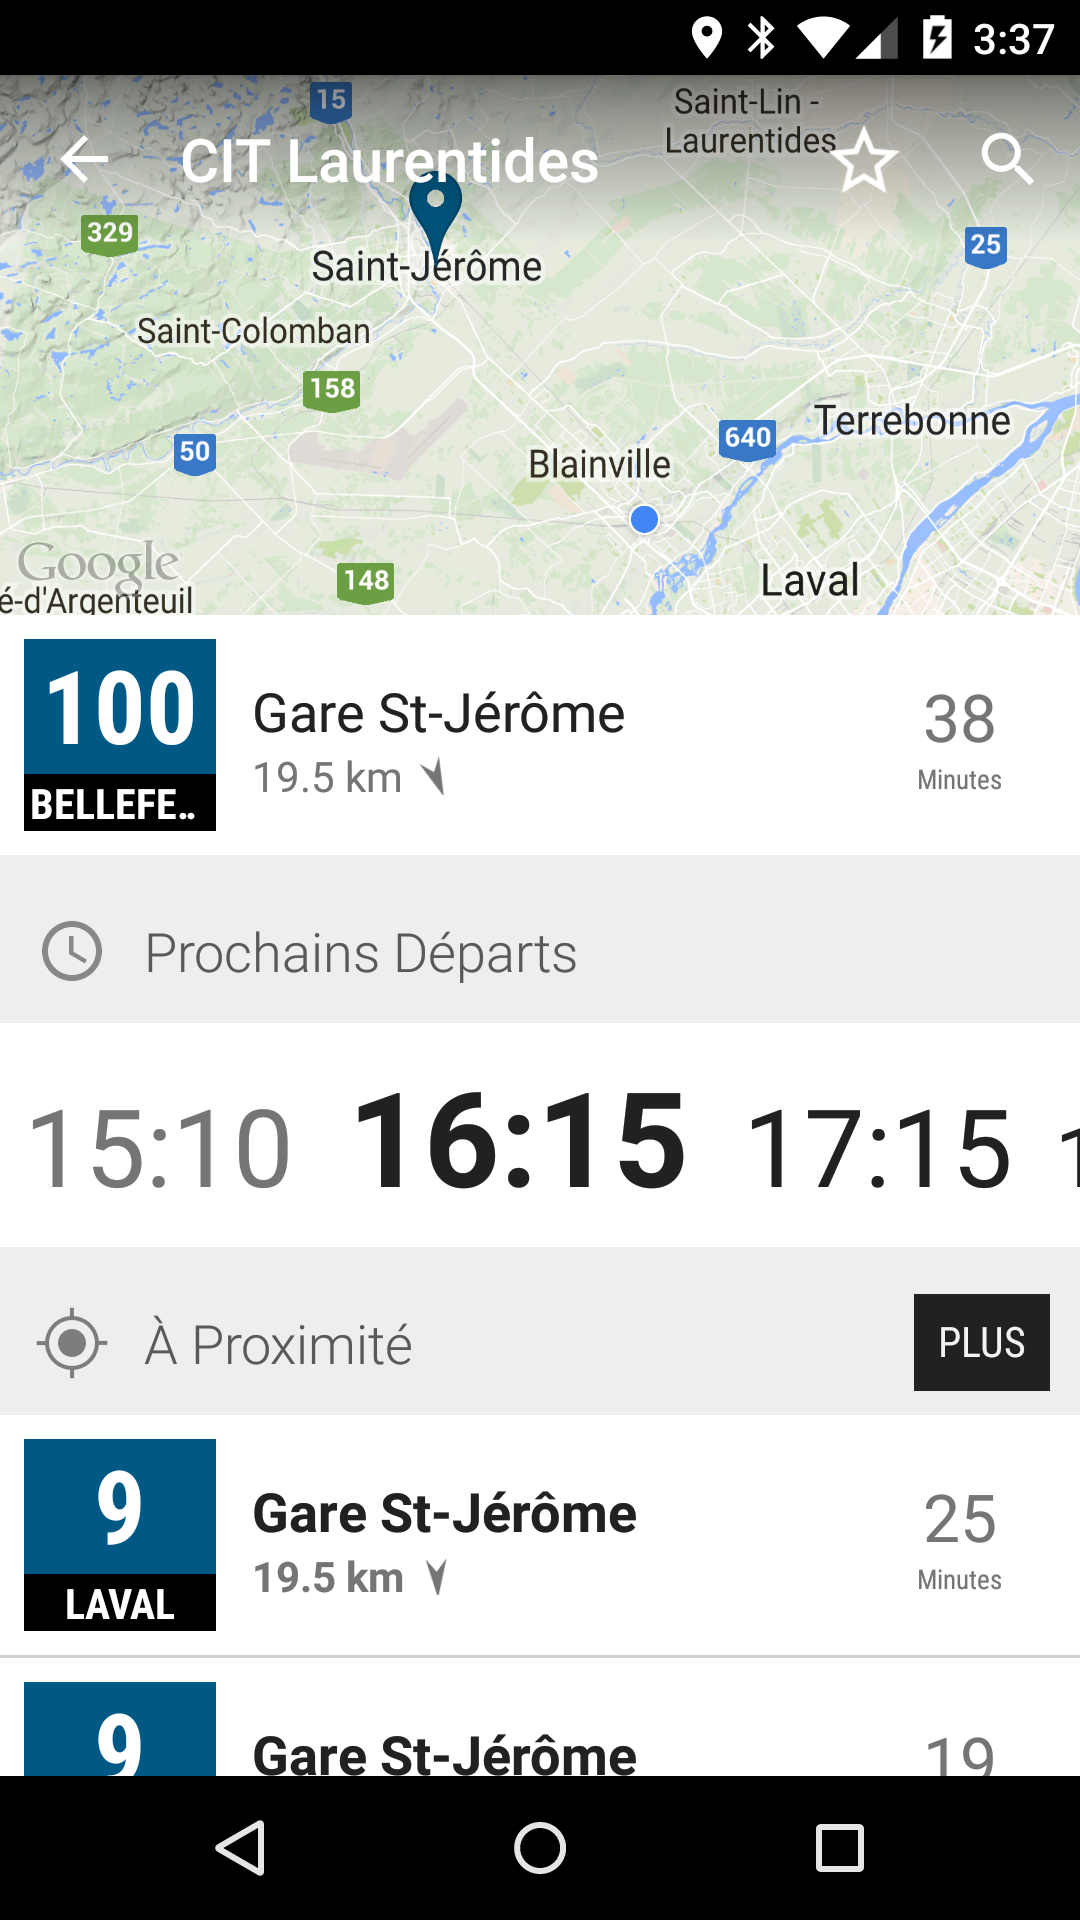 3:37
15
Saint-Lin -
Laurentides
CIT Laurentides
329
25
Saint-Jérôme
Saint-Colomban
158
Terrebonne
640
50
Blainville
Google
148
Laval
é-d'Argenteuil
100
BELLEFE…
Gare St-Jérôme
19.5 km
38
Minutes
Prochains Départs
15:10 16:15 17:15 1
À Proximité
PLUS
9
LAVAL
Gare St-Jérôme
19.5 km
25
Minutes
9
Gare St-Jérôme
19